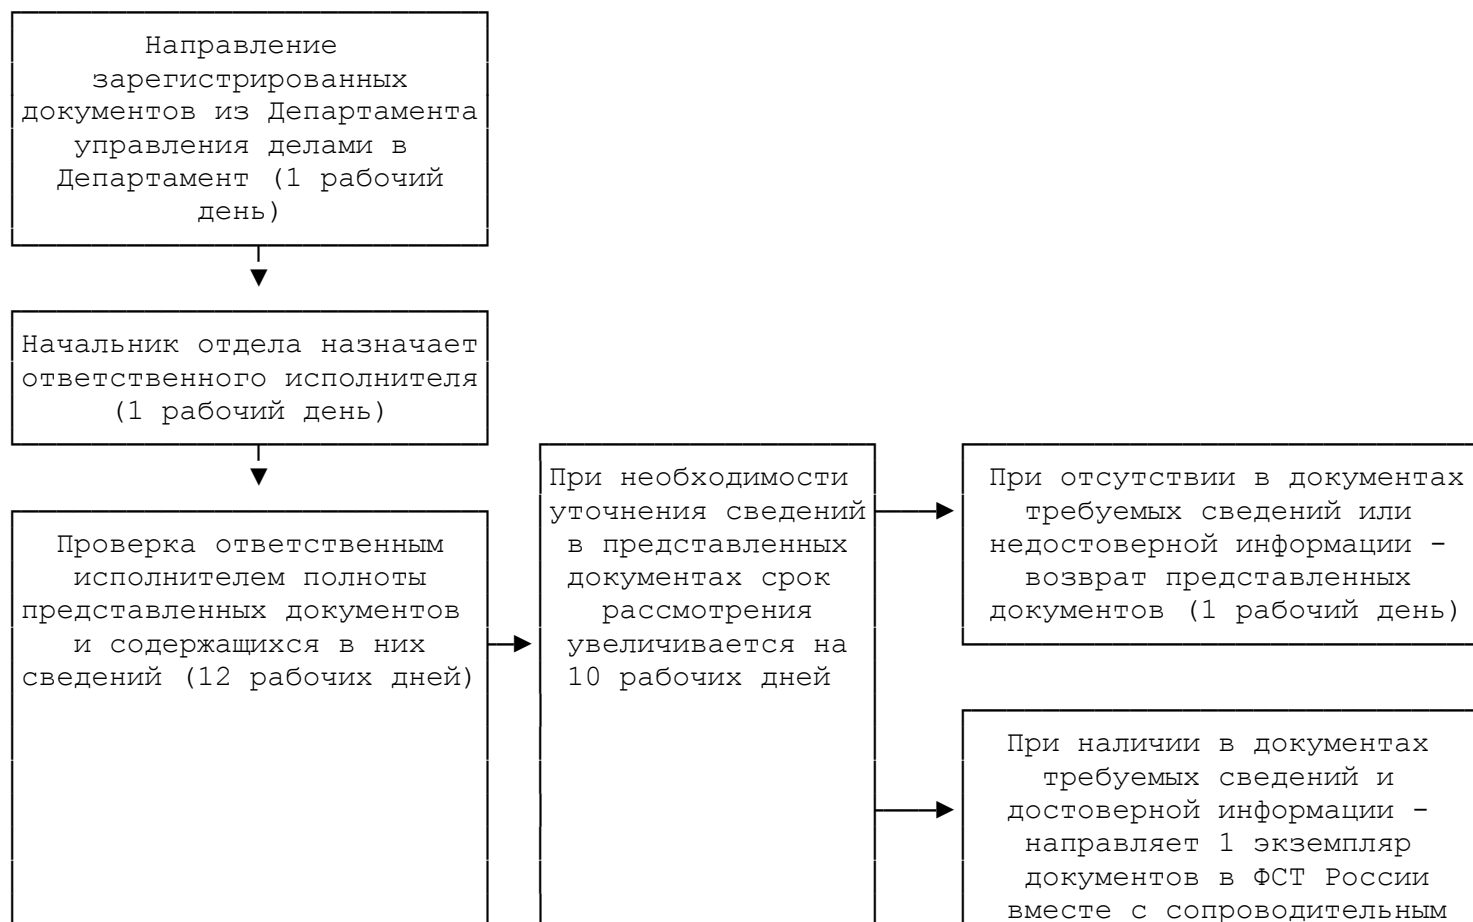 Направление
зарегистрированных
документов из Департамента
управления делами в
Департамент (1 рабочий
день)
Начальник отдела назначает
ответственного исполнителя
(1 рабочий день)
Проверка ответственным
исполнителем полноты
представленных документов
и содержащихся в них
сведений (12 рабочих дней)
При необходимости
уточнения сведений
в представленных
документах срок
рассмотрения
увеличивается на
10 рабочих дней
При отсутствии в документах
требуемых сведений или
недостоверной информации -
возврат представленных
документов (1 рабочий день)
При наличии в документах
требуемых сведений и
достоверной информации -
направляет 1 экземпляр
документов в ФСТ России
вместе с сопроводительным